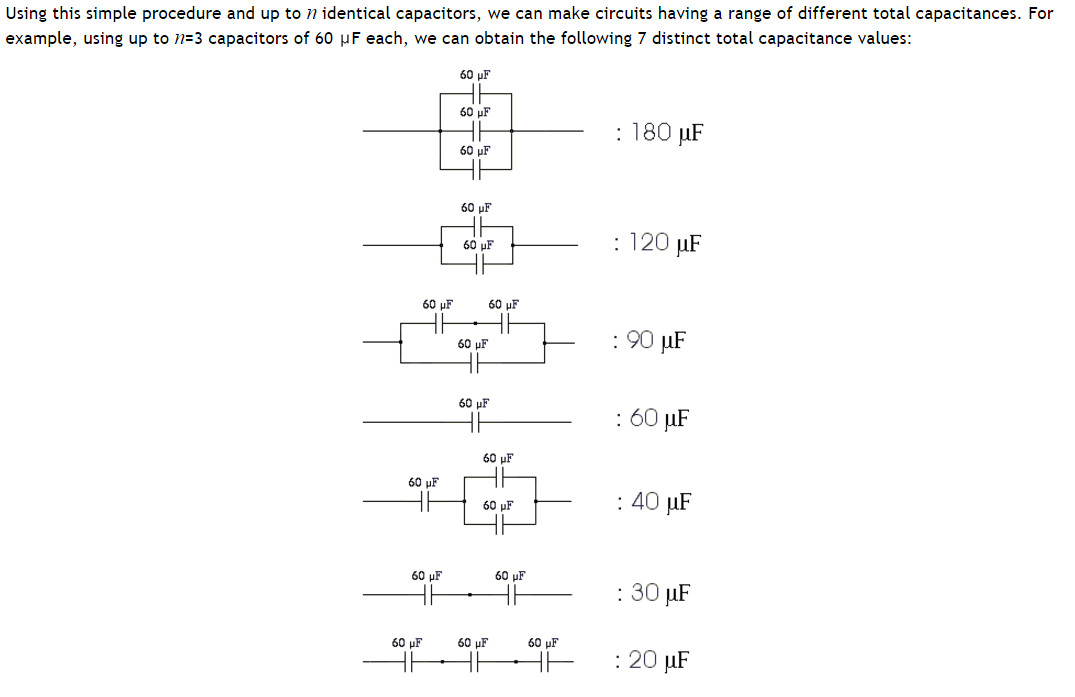 Using this simple procedure and up to n identical capacitors, we can make circuits having a range of different total capacitances. For
example, using up to n=3 capacitors of 60 μF each, we can obtain the following 7 distinct total capacitance values:
60 μF
60 μF
60 μF
: 180 μF
60 μF
60 μF
: 120 μF
60 μF 60 μF
60 μF
: 90 μF
60 μF
: 60 μF
60 μF
60 μF
60 μF
: 40 μF
60 μF 60 μF
: 30 μF
60 μF 60 μF 60 μF
: 20 μF